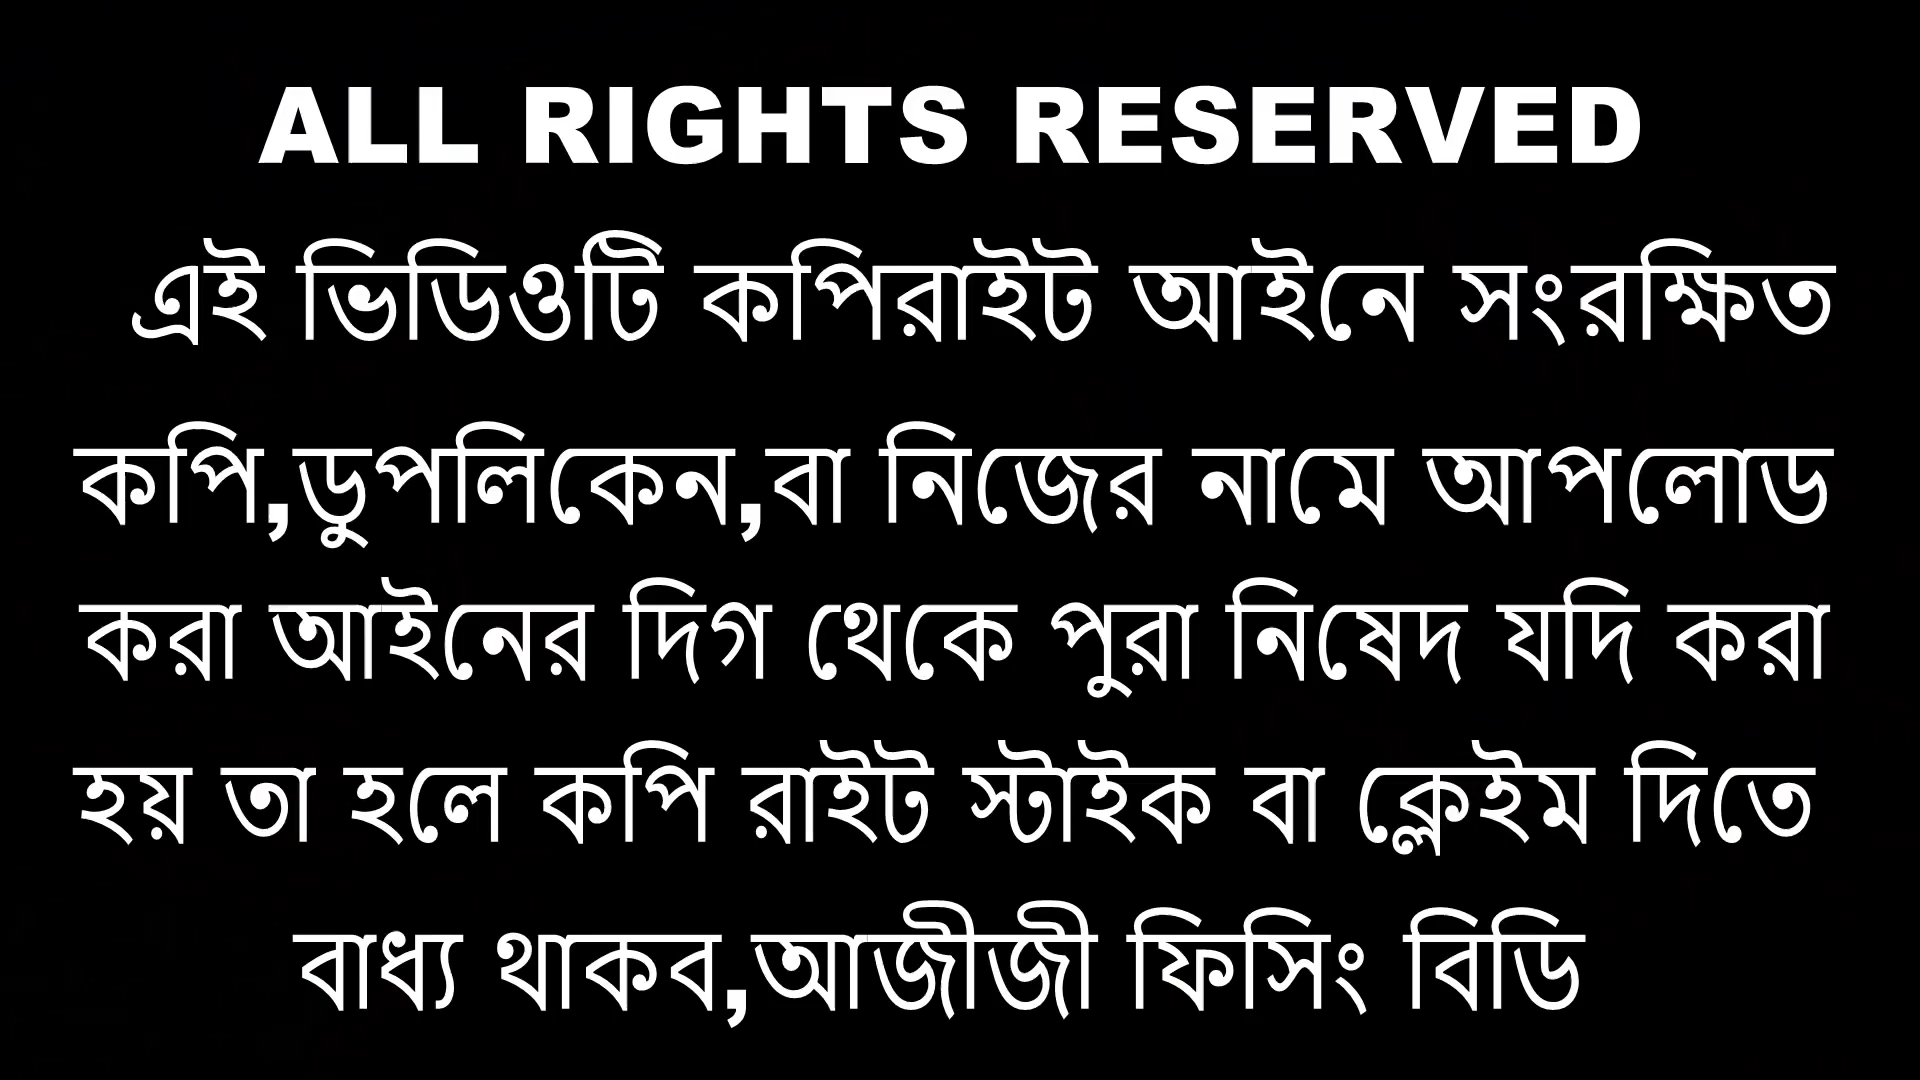 ALL RIGHTS RESERVED
এই ভিডিওটি কপিরাইট আইনে সংরক্ষিত
কপি,ডুপলিকেন,বা নিজের নামে আপলোড
করা আইনের দিগ থেকে পুরা নিষেদ যদি করা
হয় তা হলে কপি রাইট স্টাইক বা ক্লেইম দিতে
বাধ্য থাকব,আজীজী ফিসিং বিডি